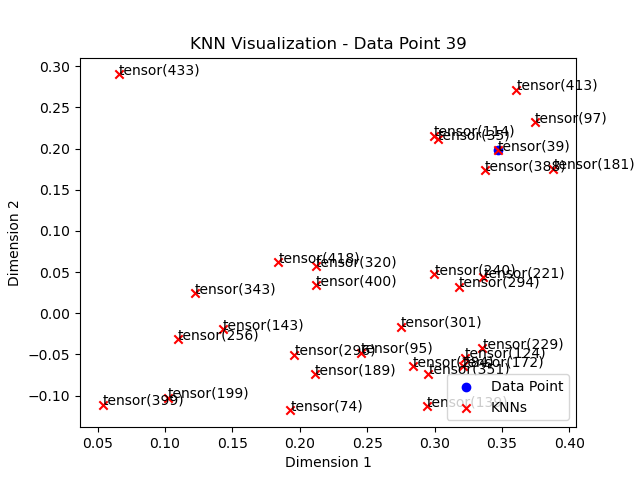 KNN Visualization - Data Point 39
0.30
0.25
0.20
0.15
0.10
0.05
0.00
−0.05
−0.10
Dimension 2
tensor(433)
tensor(413)
tensor(97)
tensor(114)
tensor(35)
tensor(39)
tensor(388)
tensor(181)
tensor(418)
tensor(320)
tensor(240)
tensor(221)
tensor(400)
tensor(294)
tensor(343)
tensor(143)
tensor(301)
tensor(256)
tensor(229)
tensor(95)
tensor(124)
tensor(172)
tensor(351)
tensor(189)
tensor(199)
tensor(399)
tensor(74)
Data Point
KNNs
0.05
0.10
0.15
0.20
0.25
0.30
0.35
0.40
Dimension 1